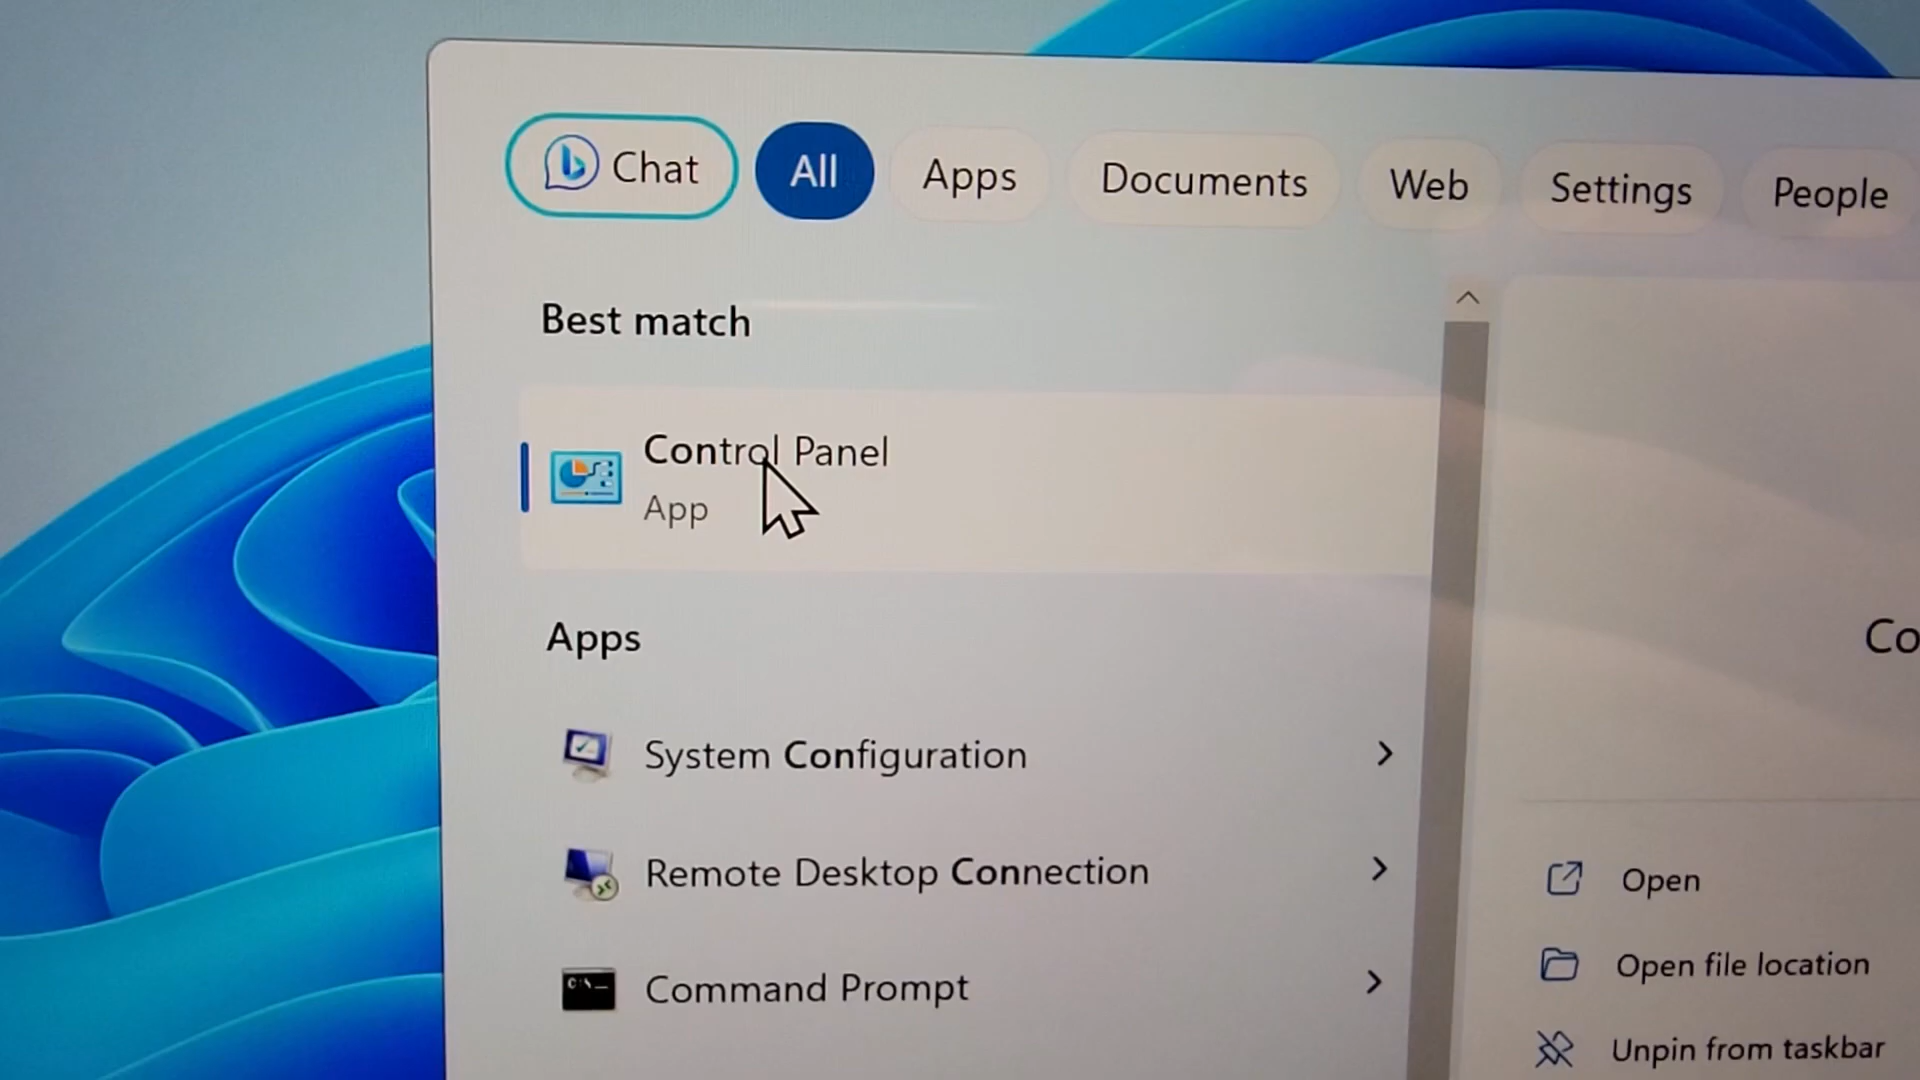 Chat All Apps Documents Web Settings People
Best match
Control Panel
App
Apps
System Configuration
Remote Desktop Connection
Command Prompt
Co
Open
Open file location
Unpin from taskbar